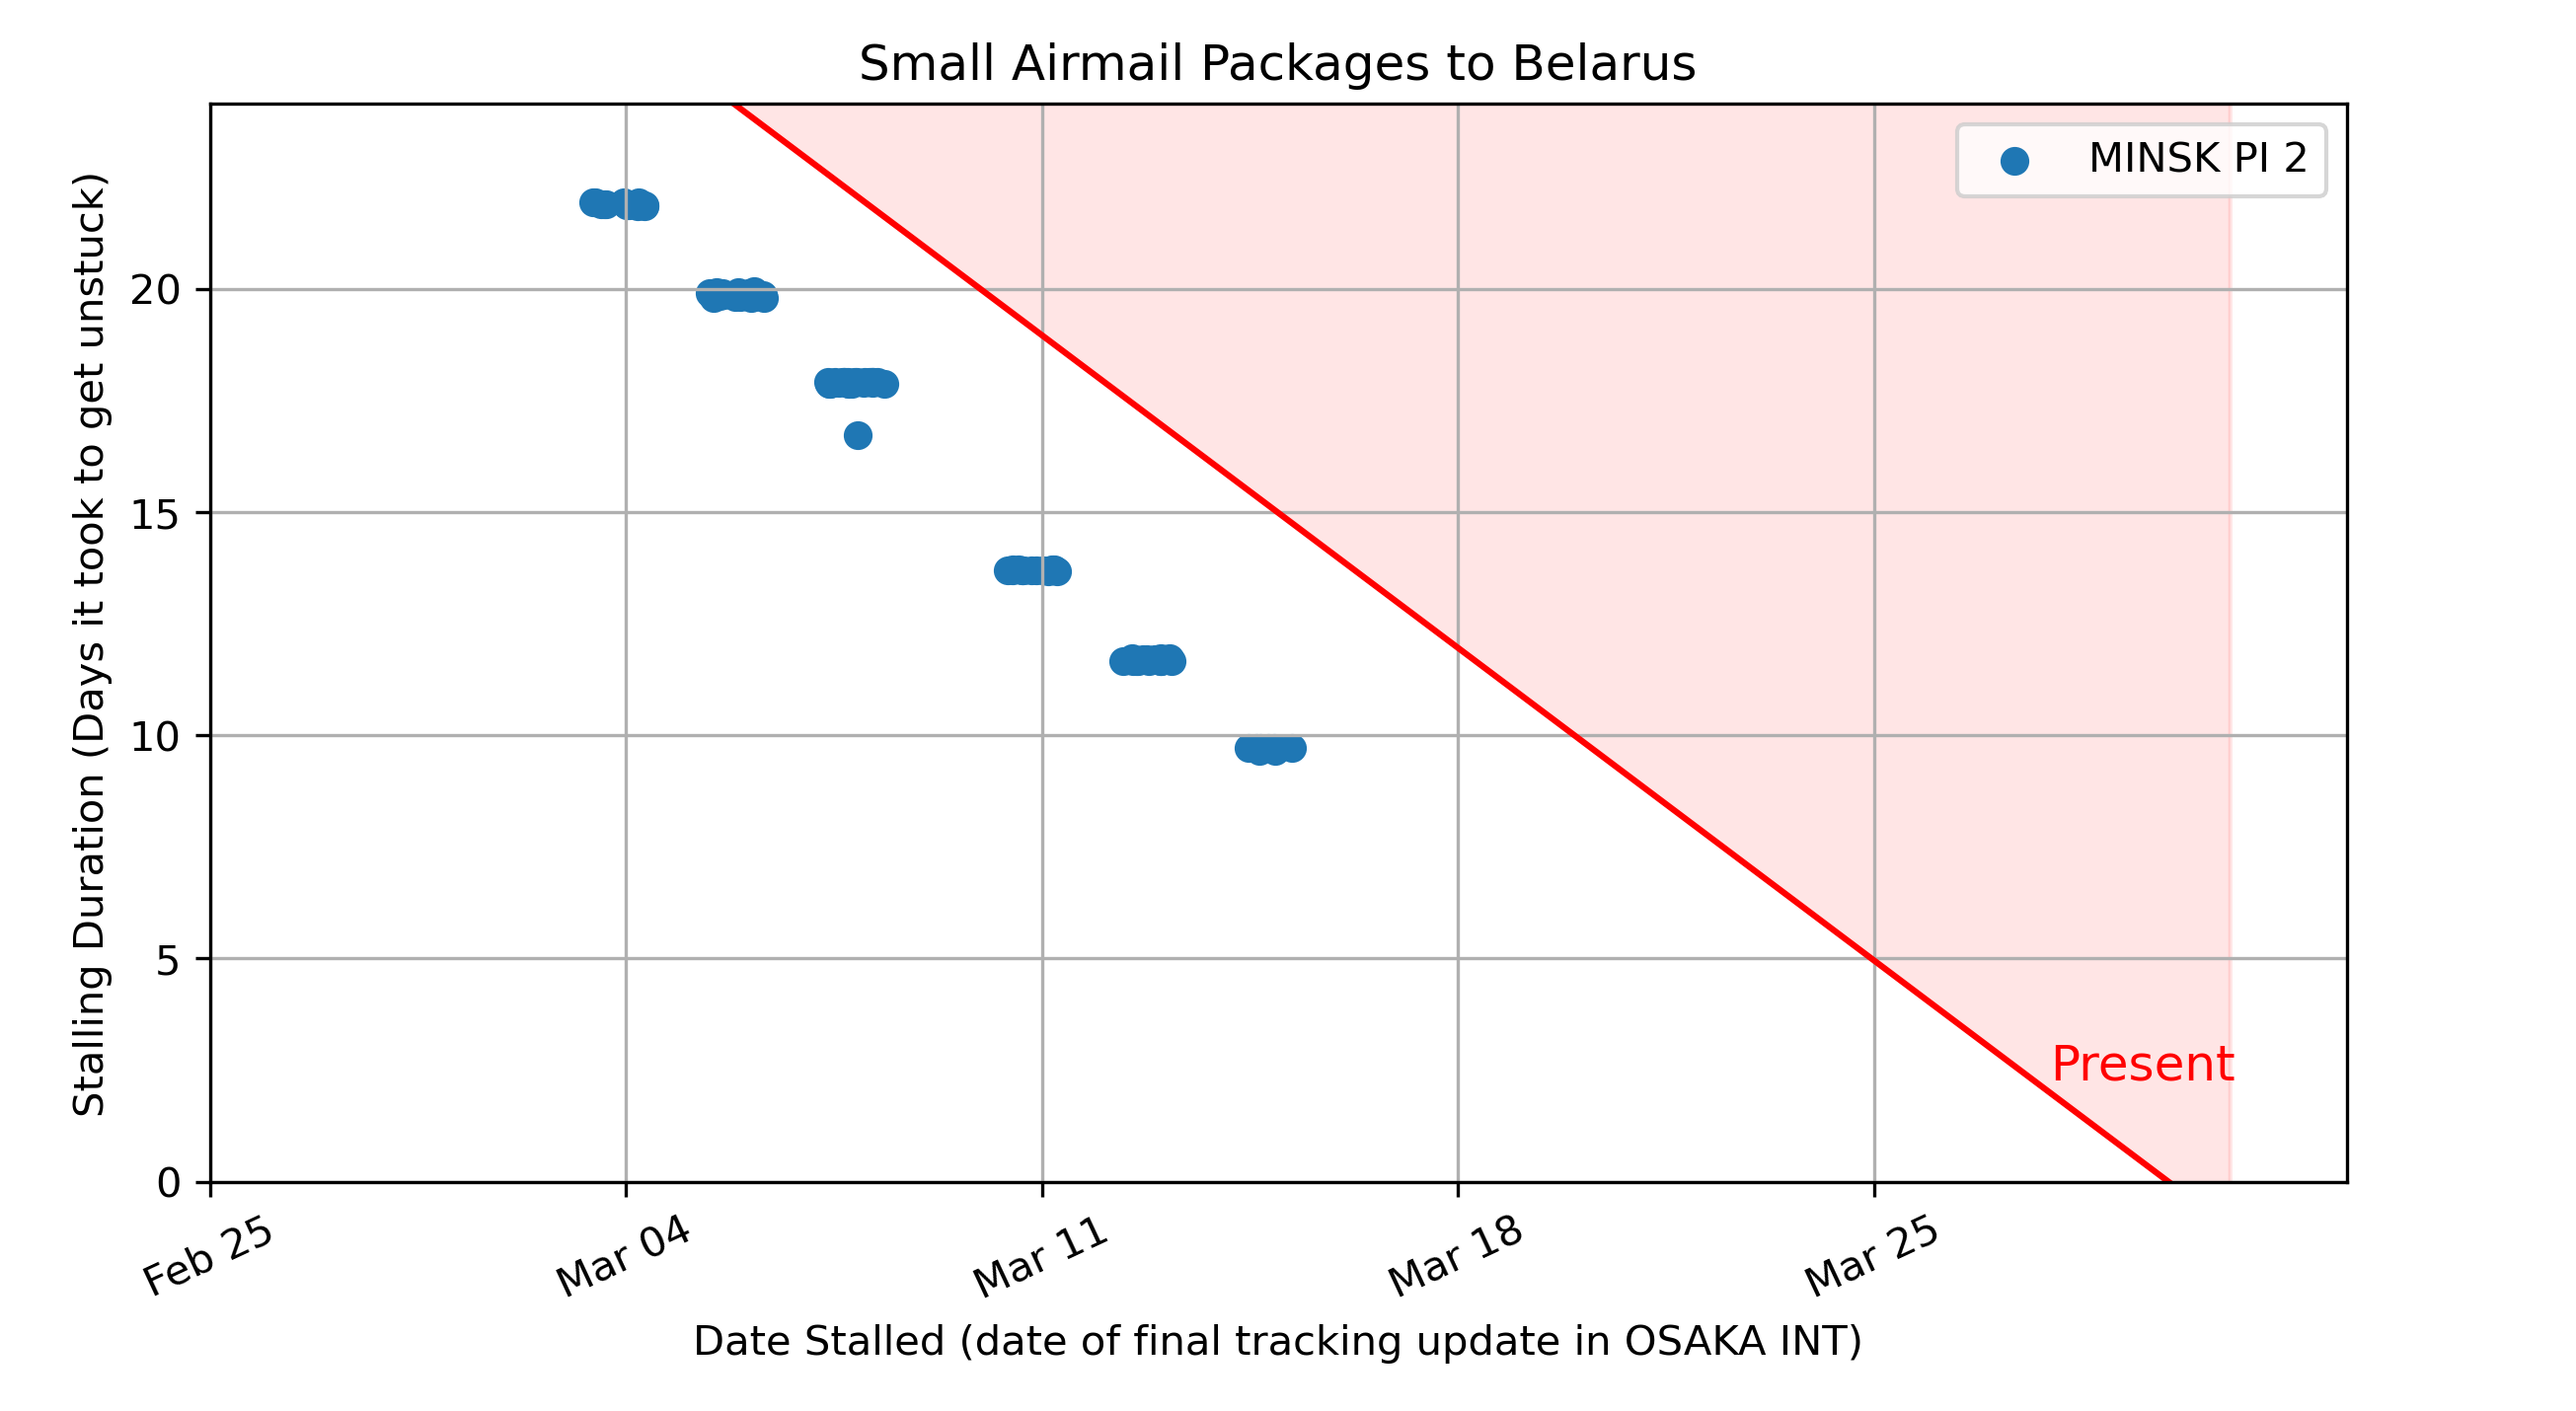 Small Airmail Packages to Belarus
MINSK PI 2
Stalling Duration (Days it took to get unstuck)
20
15
10
5
0
Present
Feb 25
Mar 04
Mar 11
Mar 18
Mar 25
Date Stalled (date of final tracking update in OSAKA INT)